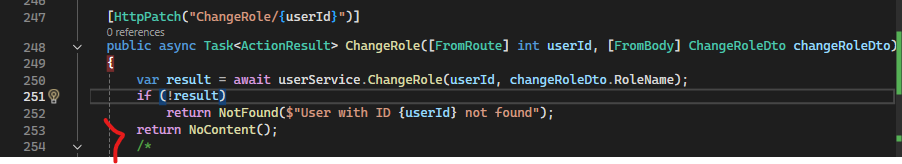 247 [HttpPatch("ChangeRole/{userId}")]
0 references
248 public async Task<ActionResult> ChangeRole([FromRoute] int userId, [FromBody] ChangeRoleDto changeRoleDto)
249 {
250 var result = await userService.ChangeRole(userId, changeRoleDto.RoleName);
251 if (!result)
252 return NotFound($"User with ID {userId} not found");
253 return NoContent();
254 /*